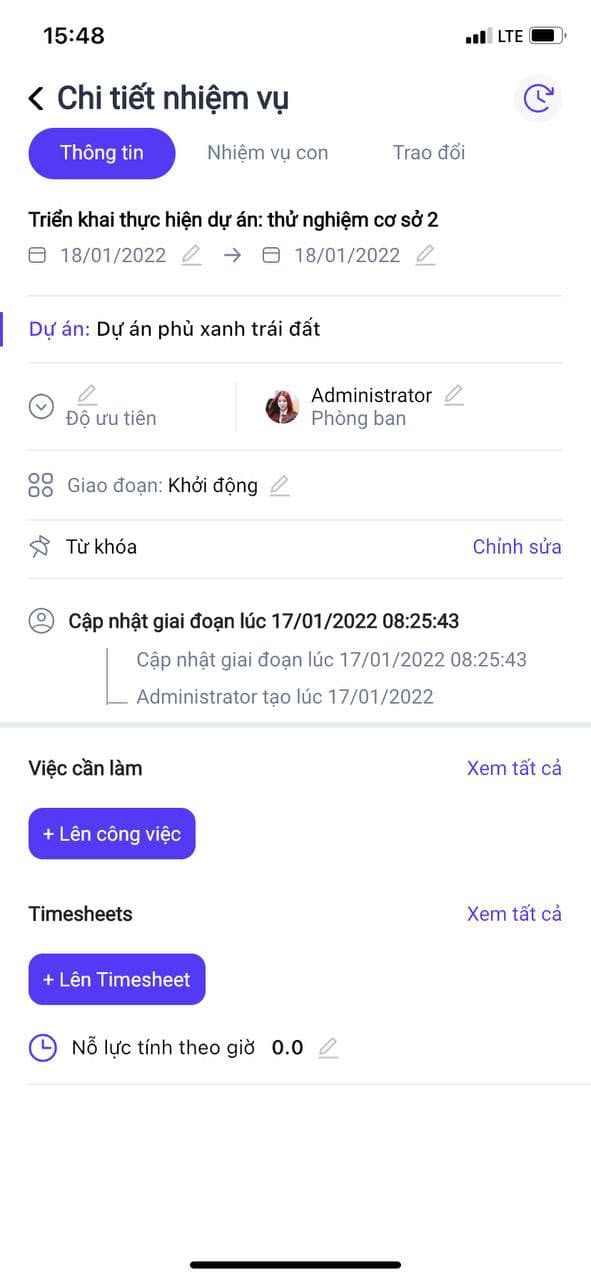 15:48 LTE
Chi tiết nhiệm vụ
Thông tin Nhiệm vụ con Trao đổi
Triển khai thực hiện dự án: thử nghiệm cơ sở 2
18/01/2022 → 18/01/2022
Dự án: Dự án phủ xanh trái đất
Administrator
Độ ưu tiên Phòng ban
Giao đoạn: Khởi động
Từ khóa Chỉnh sửa
Cập nhật giai đoạn lúc 17/01/2022 08:25:43
Cập nhật giai đoạn lúc 17/01/2022 08:25:43
Administrator tạo lúc 17/01/2022
Việc cần làm Xem tất cả
+ Lên công việc
Timesheets Xem tất cả
+ Lên Timesheet
Nỗ lực tính theo giờ 0.0